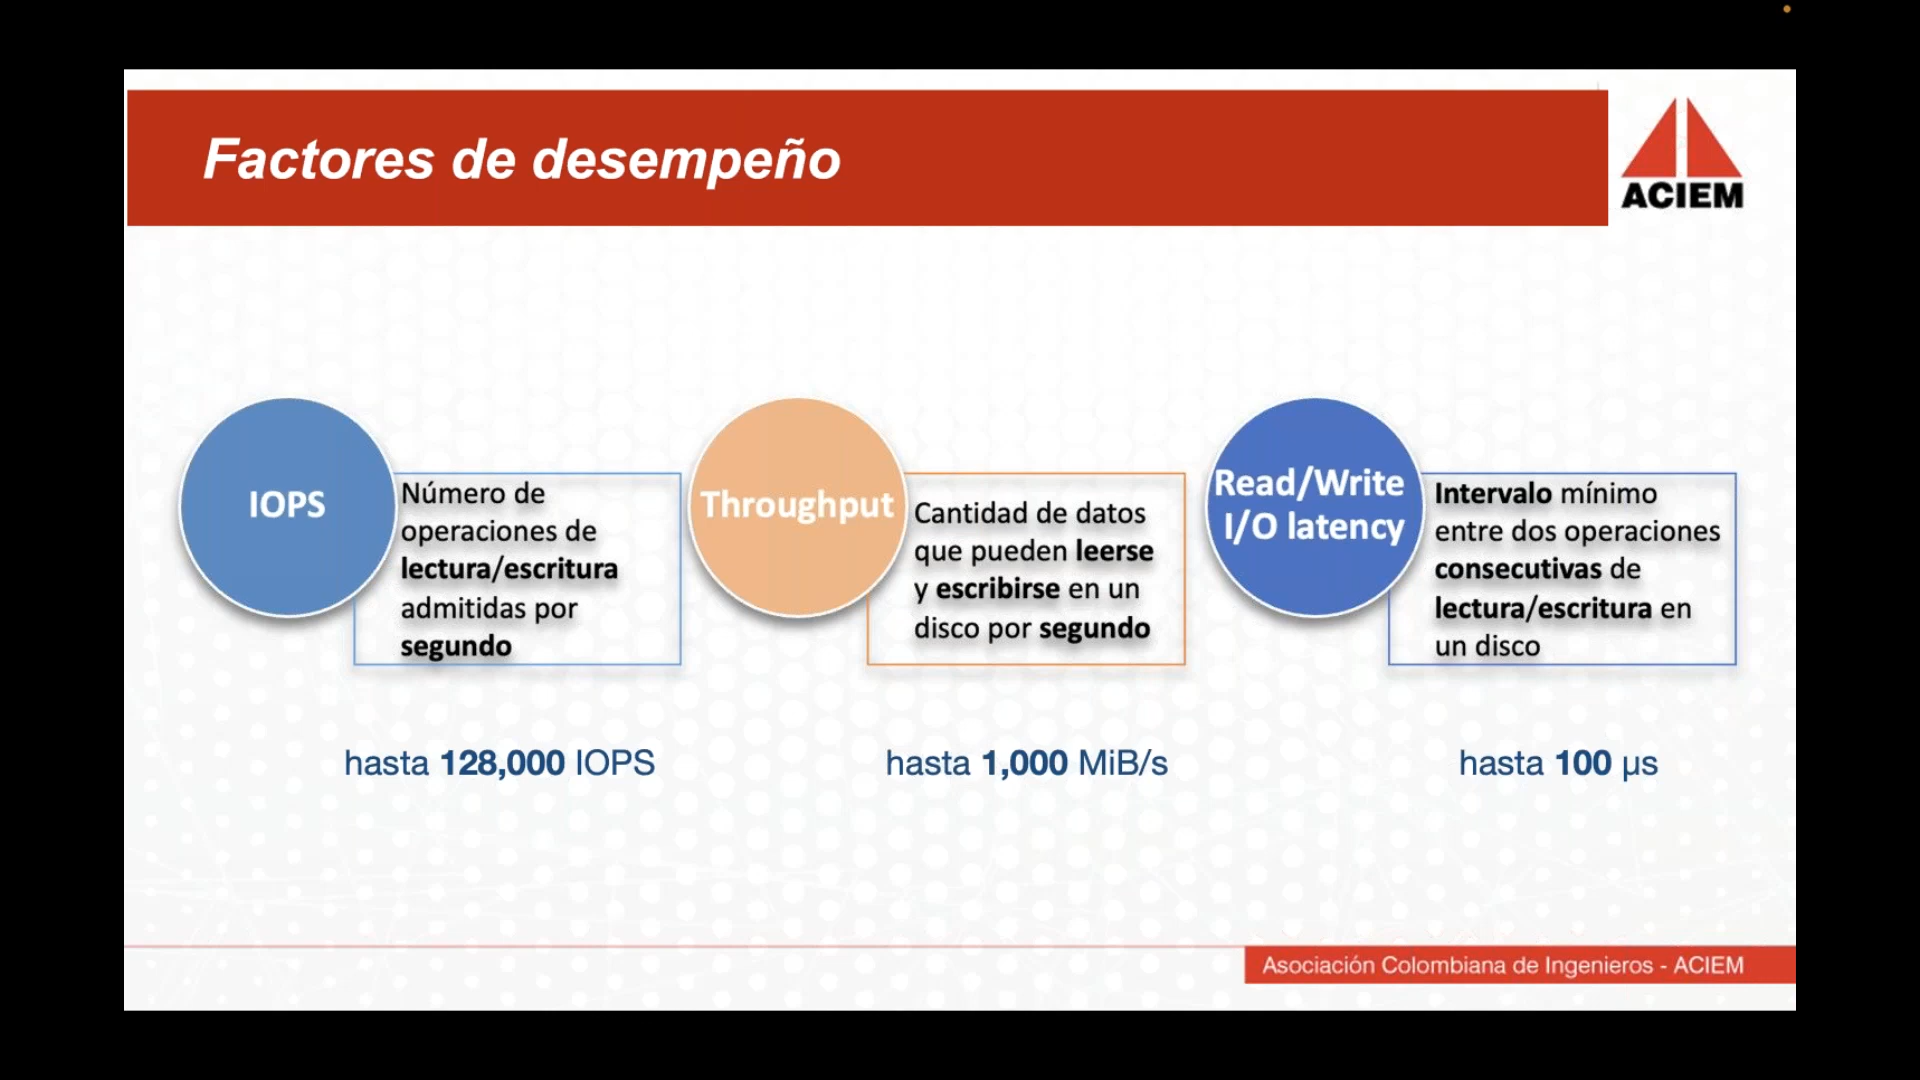 Factores de desempeño
ACIEM
IOPS
Número de
operaciones de
lectura/escritura
admitidas por
segundo
hasta 128,000 IOPS
Throughput
Cantidad de datos
que pueden leerse
y escribirse en un
disco por segundo
hasta 1,000 MiB/s
Read/Write
I/O latency
Intervalo mínimo
entre dos operaciones
consecutivas de
lectura/escritura en
un disco
hasta 100 µs
Asociación Colombiana de Ingenieros - ACIEM